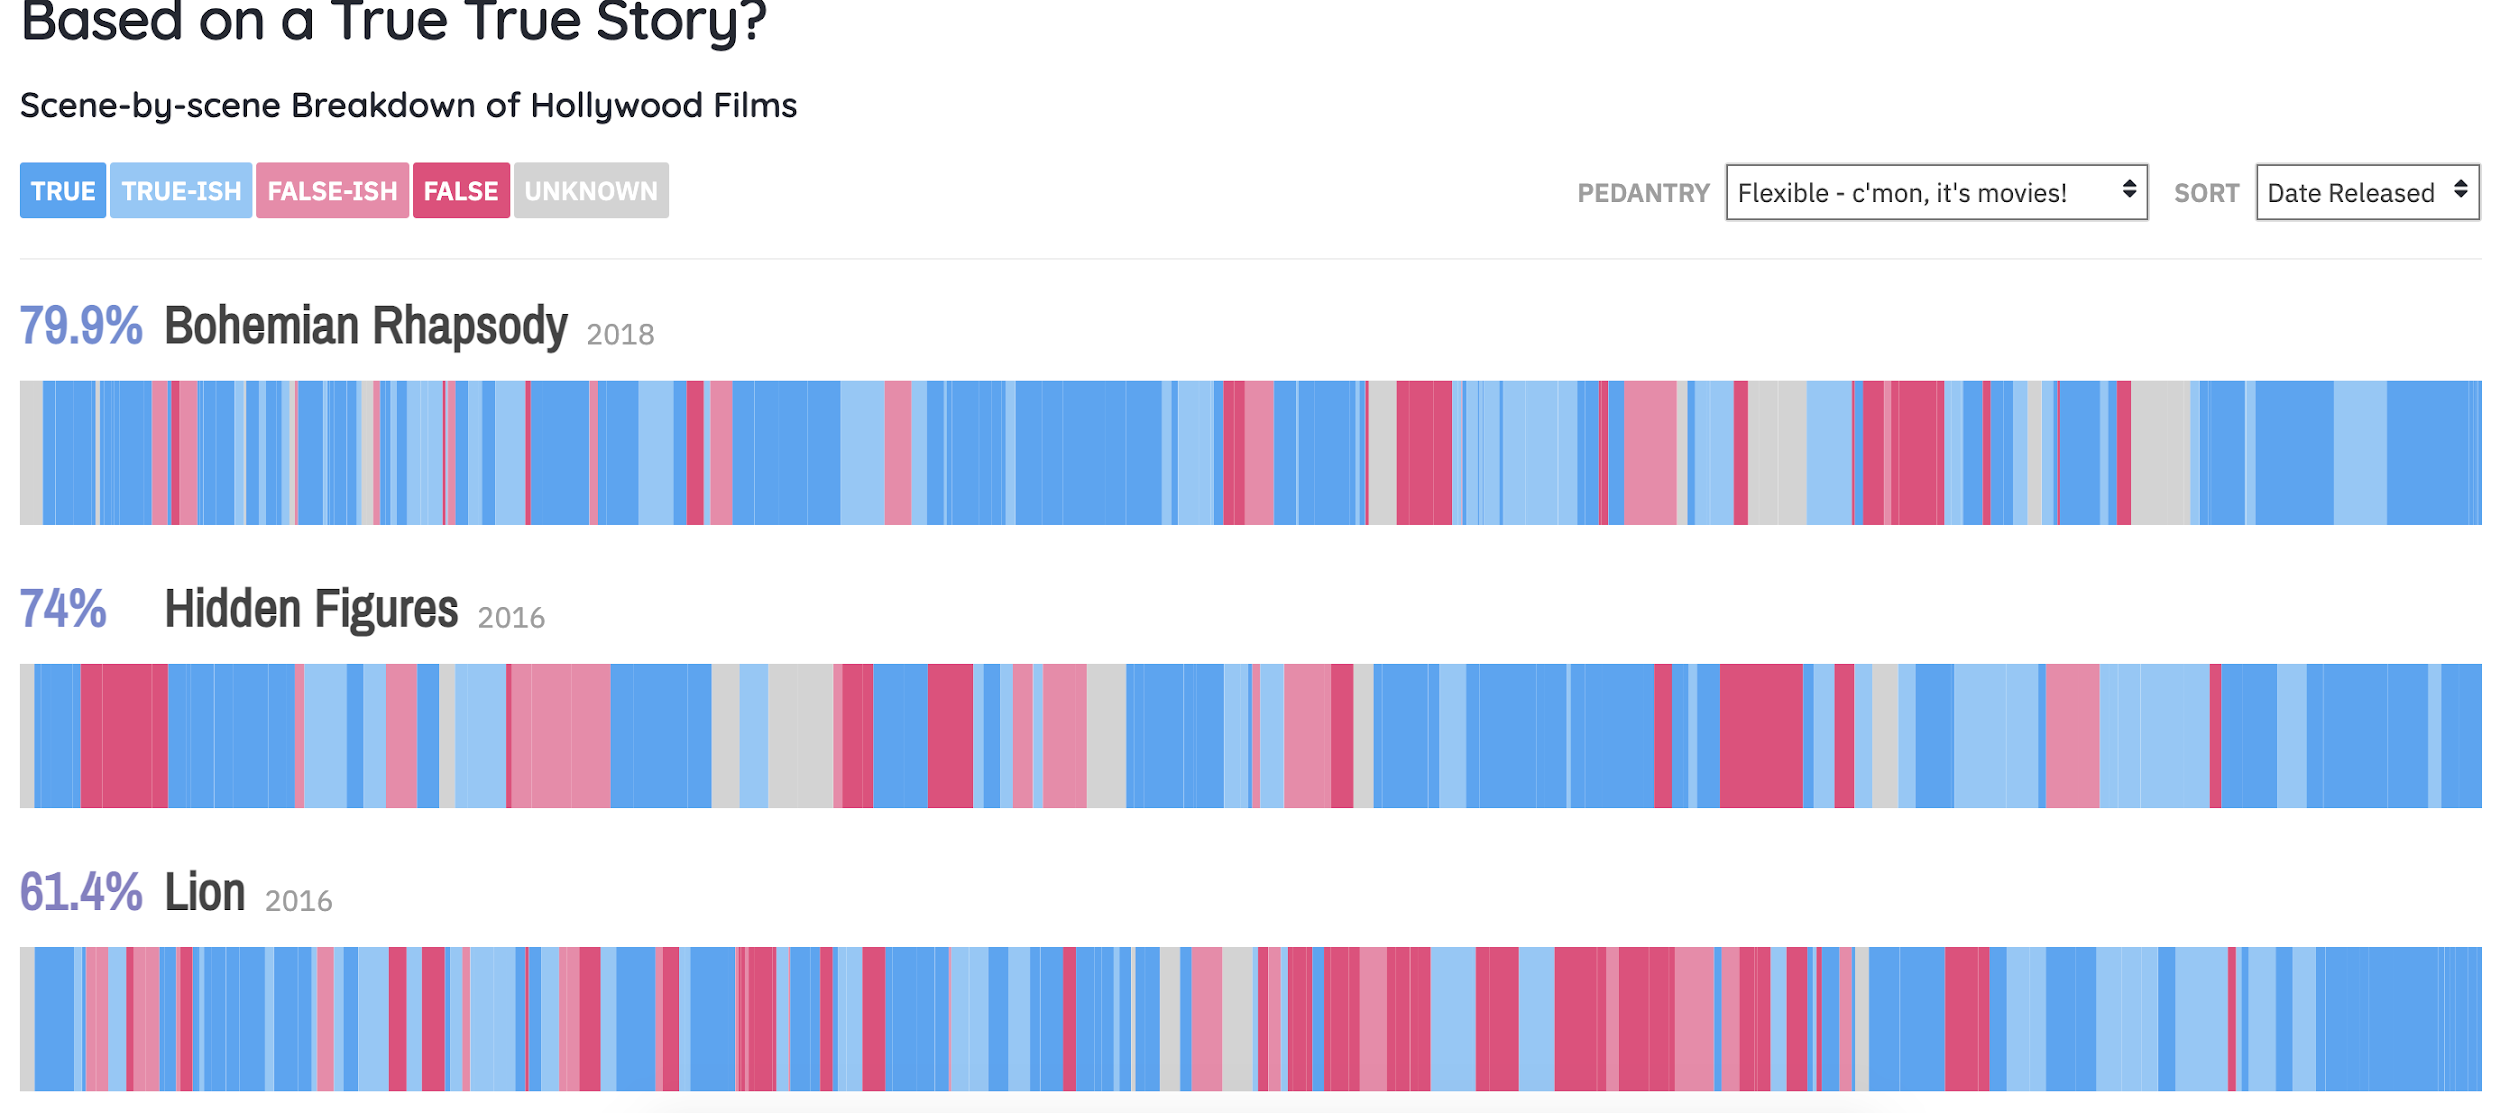 Based on a True True Story?
Scene-by-scene Breakdown of Hollywood Films
TRUE TRUE-ISH FALSE-ISH FALSE UNKNOWN PEDANTRY Flexible - c'mon, it's movies! SORT Date Released
79.9% Bohemian Rhapsody 2018
74% Hidden Figures 2016
61.4% Lion 2016